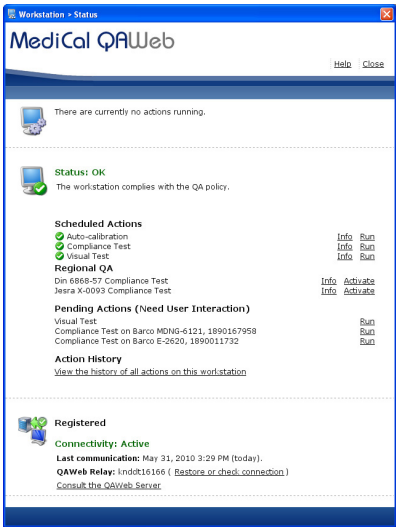 Workstation > Status
MediCal QAWeb
Help Close
There are currently no actions running.
Status: OK
The workstation complies with the QA policy.
Scheduled Actions
Auto-calibration Info Run
Compliance Test Info Run
Visual Test Info Run
Regional QA
Din 6868-57 Compliance Test Info Activate
Jesra X-0093 Compliance Test Info Activate
Pending Actions (Need User Interaction)
Visual Test Run
Compliance Test on Barco MDNG-6121, 1890167958 Run
Compliance Test on Barco E-2620, 1890011732 Run
Action History
View the history of all actions on this workstation
Registered
Connectivity: Active
Last communication: May 31, 2010 3:29 PM (today).
QAWeb Relay: knddt16166 ( Restore or check connection )
Consult the QAWeb Server